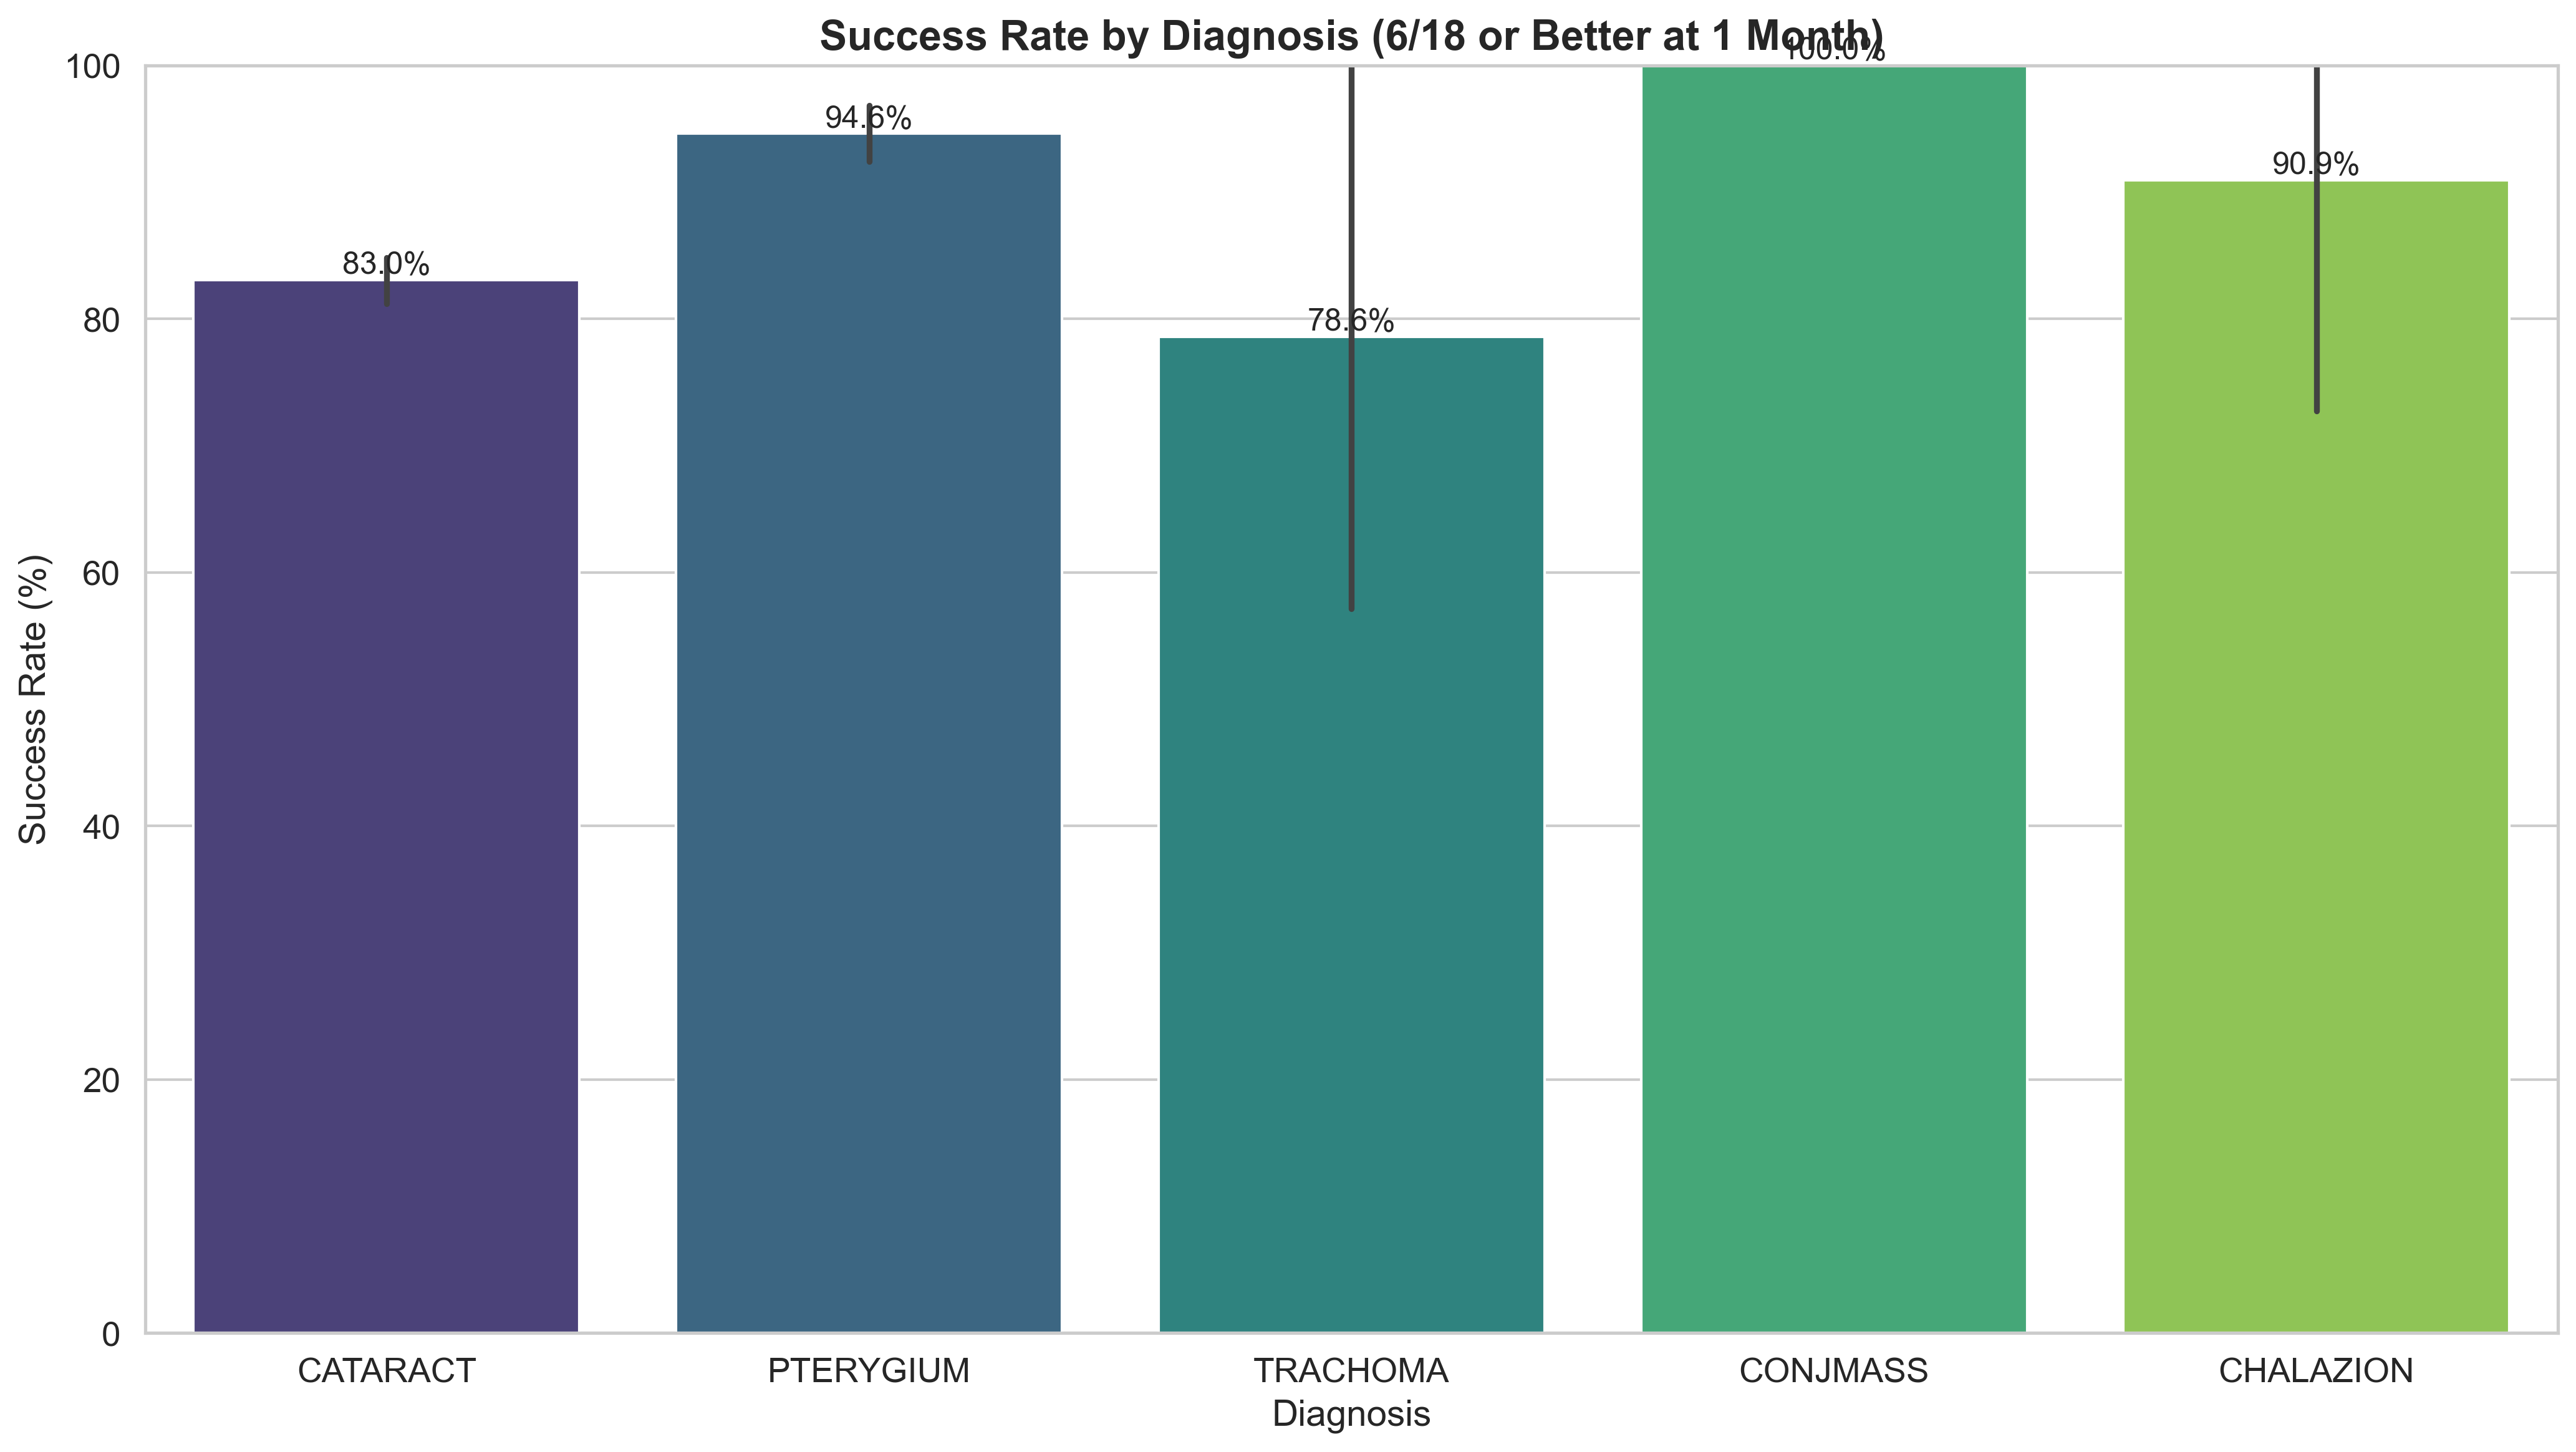 Success Rate by Diagnosis (6/18 or Better at 1 Month)
100.0%
94.6%
90.9%
83.0%
78.6%
Success Rate (%)
100
80
60
40
20
0
CATARACT PTERYGIUM TRACHOMA CONJMASS CHALAZION
Diagnosis